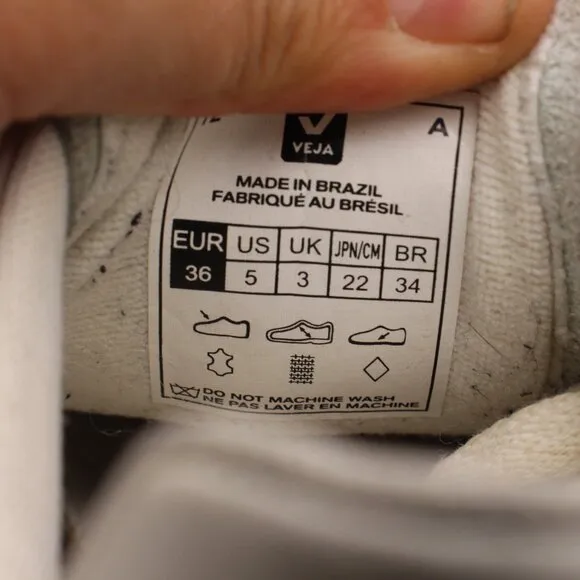 A
VEJA
MADE IN BRAZIL
FABRIQUÉ AU BRÉSIL
EUR US UK JPN/CM BR
36 5 3 22 34
DO NOT MACHINE WASH
NE PAS LAVER EN MACHINE